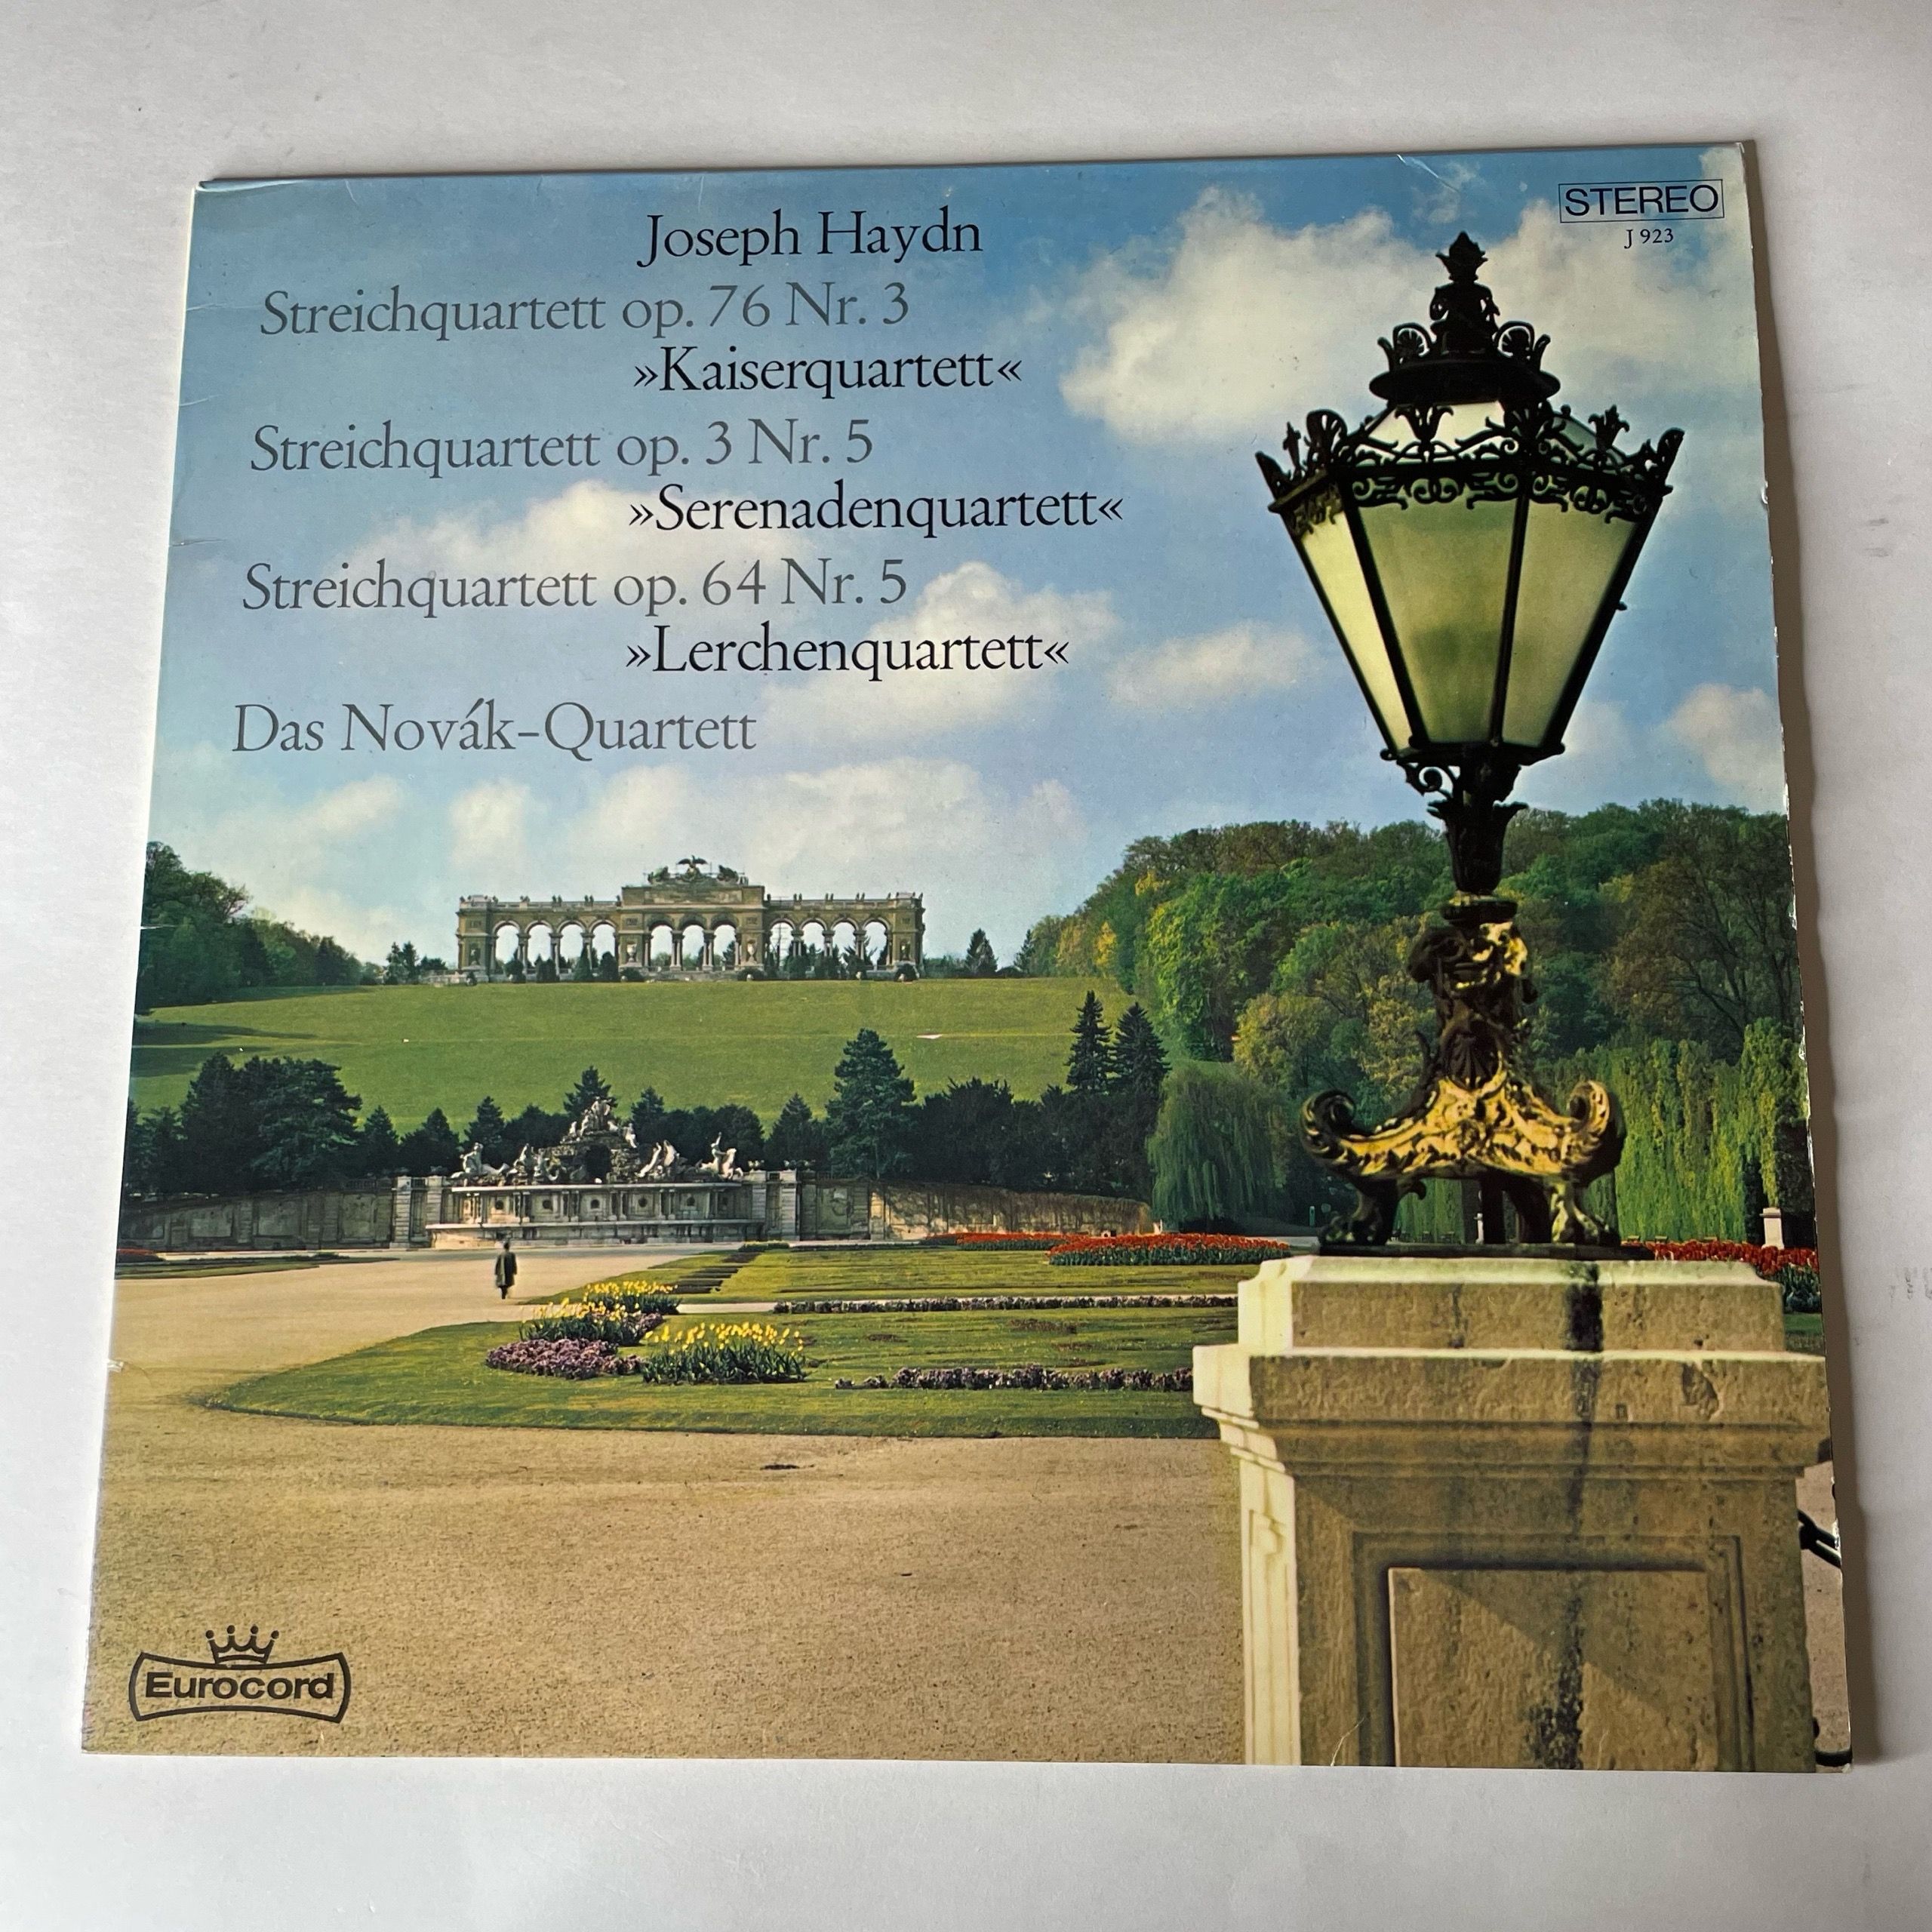 Joseph Haydn
STEREO
J 923
Streichquartett op. 76 Nr. 3
»Kaiserquartett«
Streichquartett op. 3 Nr. 5
»Serenadenquartett«
Streichquartett op. 64 Nr. 5
»Lerchenquartett«
Das Novák-Quartett
Eurocord